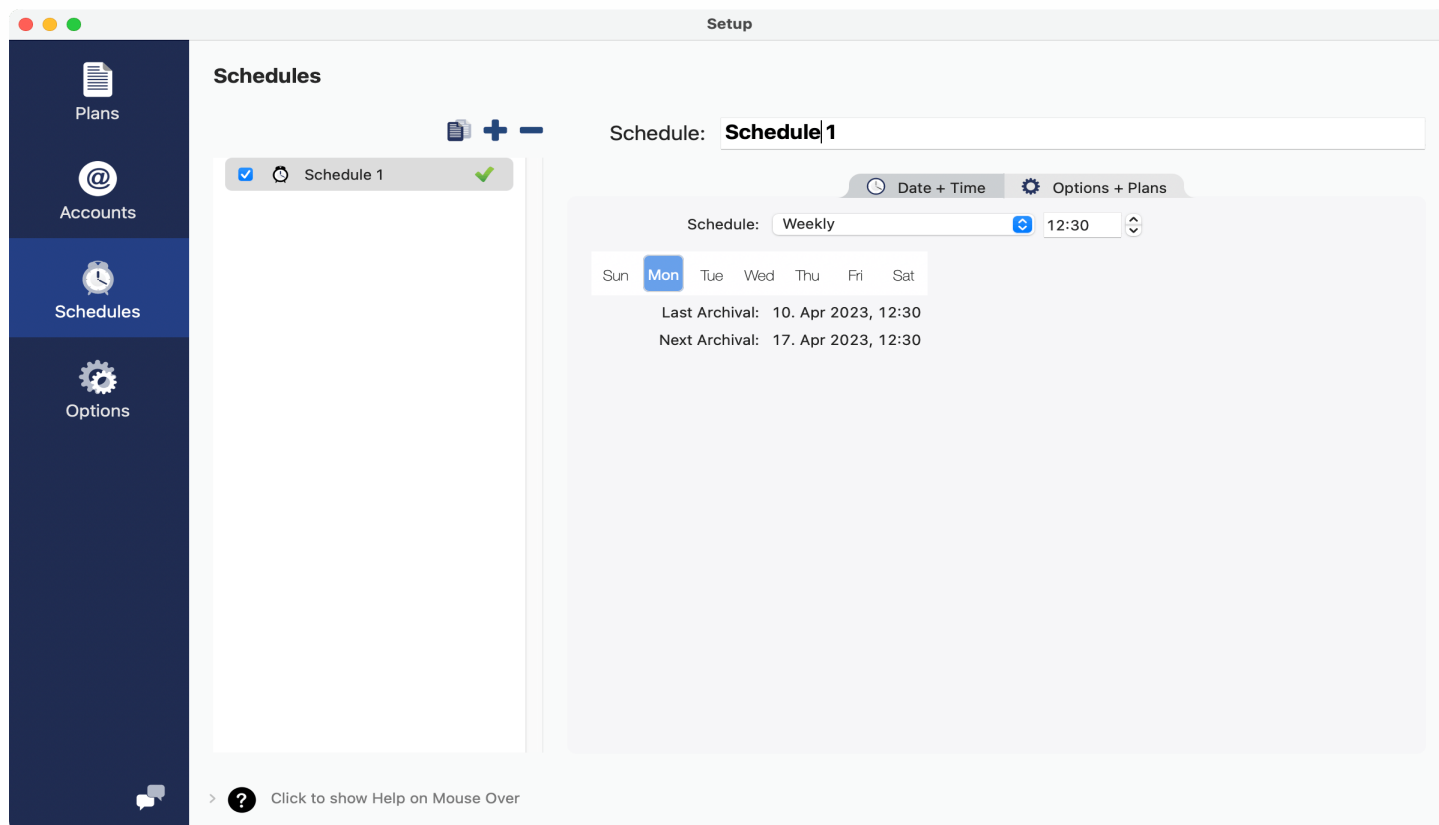 Setup
Plans
@
Accounts
Schedules
Options
Schedules
Schedule 1
Schedule: Schedule 1
Date + Time Options + Plans
Schedule: Weekly 12:30
Sun Mon Tue Wed Thu Fri Sat
Last Archival: 10. Apr 2023, 12:30
Next Archival: 17. Apr 2023, 12:30
? Click to show Help on Mouse Over